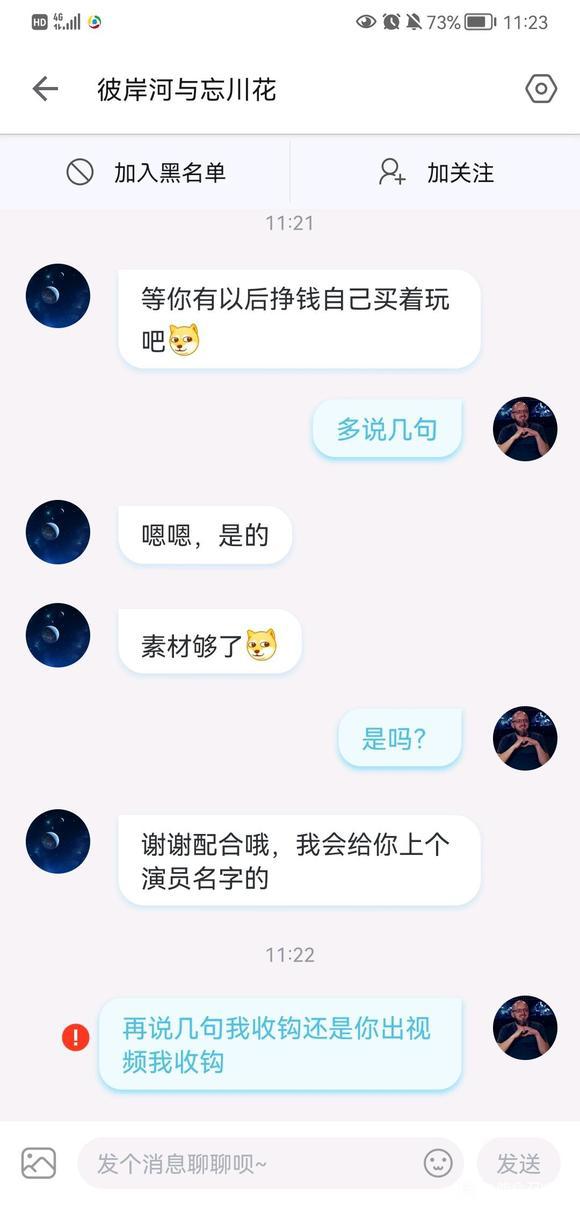 HD 4G 73% 11:23
彼岸河与忘川花
加入黑名单 加关注
11:21
等你有以后挣钱自己买着玩
吧
多说几句
嗯嗯，是的
素材够了
是吗？
谢谢配合哦，我会给你上个
演员名字的
11:22
再说几句我收钩还是你出视
频我收钩
发个消息聊聊呗~ 发送